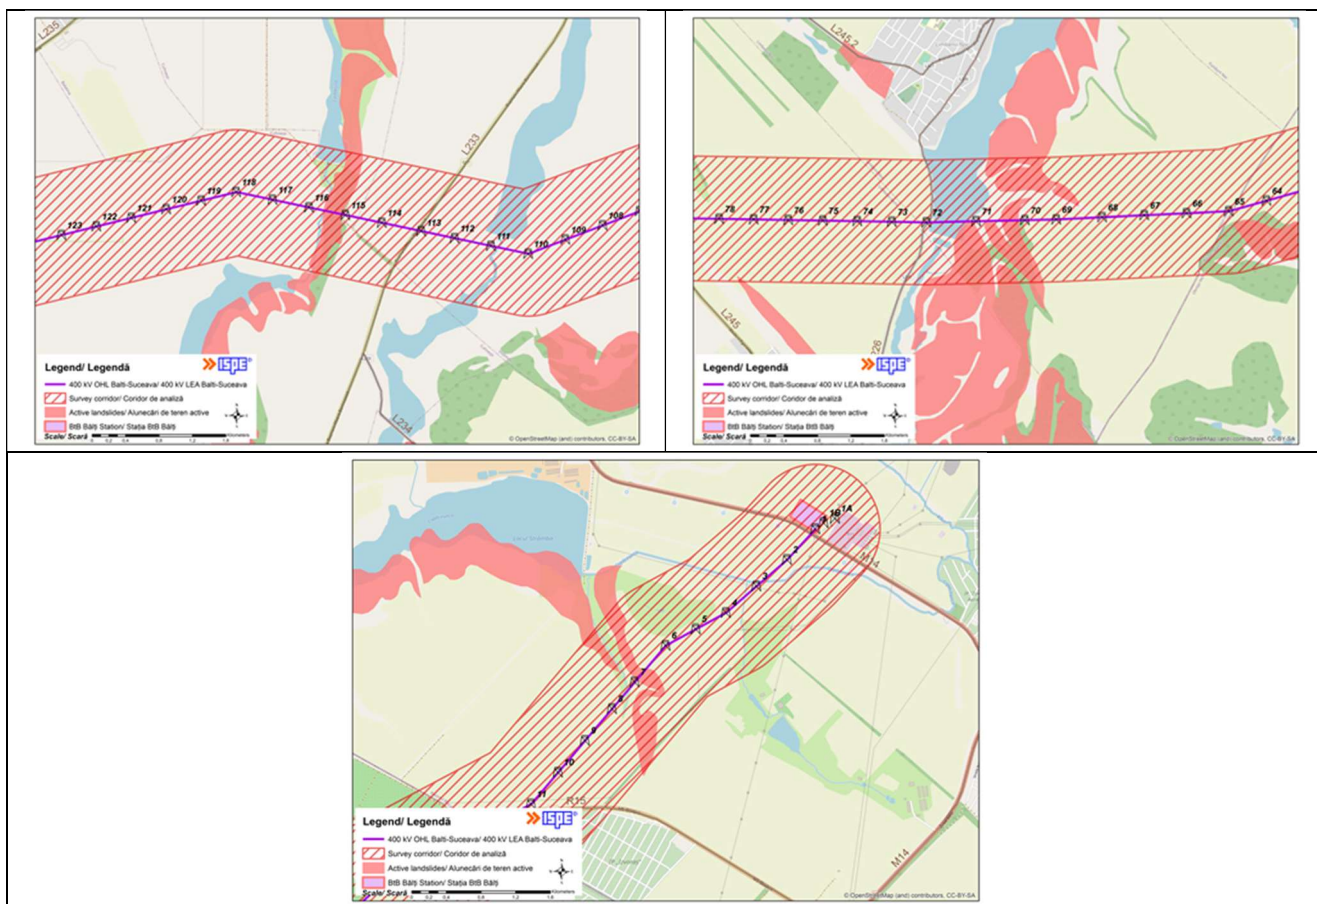 L235
L233
118
119
117
120
116
121
115
122
114
123
113
112
111
110
109
108
L234
Legend/ Legendă
ISPE®
400 kV OHL Balti-Suceava/ 400 kV LEA Balti-Suceava
Survey corridor/ Coridor de analiză
Active landslides/ Alunecări de teren active
BtB Bălți Station/ Stația BtB Bălți
Scale/ Scară
Kilometers
© OpenStreetMap (and) contributors, CC-BY-SA
L245.2
78
77
76
75
74
73
72
71
70
69
68
67
66
65
64
L245
Legend/ Legendă
ISPE®
400 kV OHL Balti-Suceava/ 400 kV LEA Balti-Suceava
Survey corridor/ Coridor de analiză
Active landslides/ Alunecări de teren active
BtB Bălți Station/ Stația BtB Bălți
Scale/ Scară
Kilometers
© OpenStreetMap (and) contributors, CC-BY-SA
1A
2
M14
3
4
5
6
7
8
9
10
11
R15
M14
Legend/ Legendă
ISPE®
400 kV OHL Balti-Suceava/ 400 kV LEA Balti-Suceava
Survey corridor/ Coridor de analiză
Active landslides/ Alunecări de teren active
BtB Bălți Station/ Stația BtB Bălți
Scale/ Scară
Kilometers
© OpenStreetMap (and) contributors, CC-BY-SA